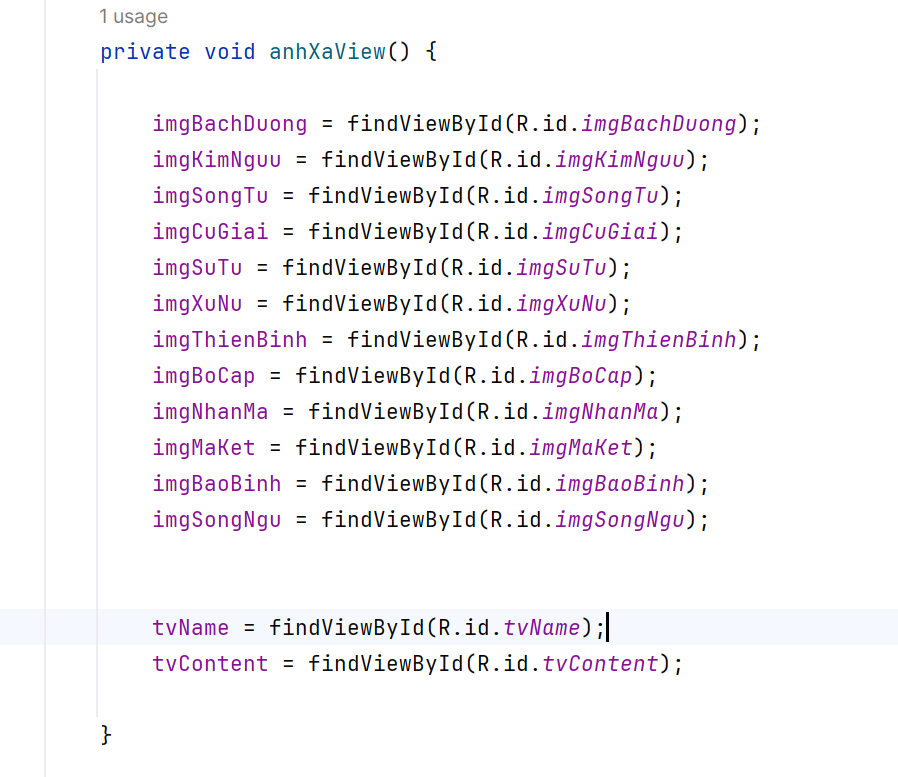 1 usage
private void anhXaView() {
imgBachDuong = findViewById(R.id.imgBachDuong);
imgKimNguu = findViewById(R.id.imgKimNguu);
imgSongTu = findViewById(R.id.imgSongTu);
imgCuGiai = findViewById(R.id.imgCuGiai);
imgSuTu = findViewById(R.id.imgSuTu);
imgXuNu = findViewById(R.id.imgXuNu);
imgThienBinh = findViewById(R.id.imgThienBinh);
imgBoCap = findViewById(R.id.imgBoCap);
imgNhanMa = findViewById(R.id.imgNhanMa);
imgMaKet = findViewById(R.id.imgMaKet);
imgBaoBinh = findViewById(R.id.imgBaoBinh);
imgSongNgu = findViewById(R.id.imgSongNgu);
tvName = findViewById(R.id.tvName);
tvContent = findViewById(R.id.tvContent);
}